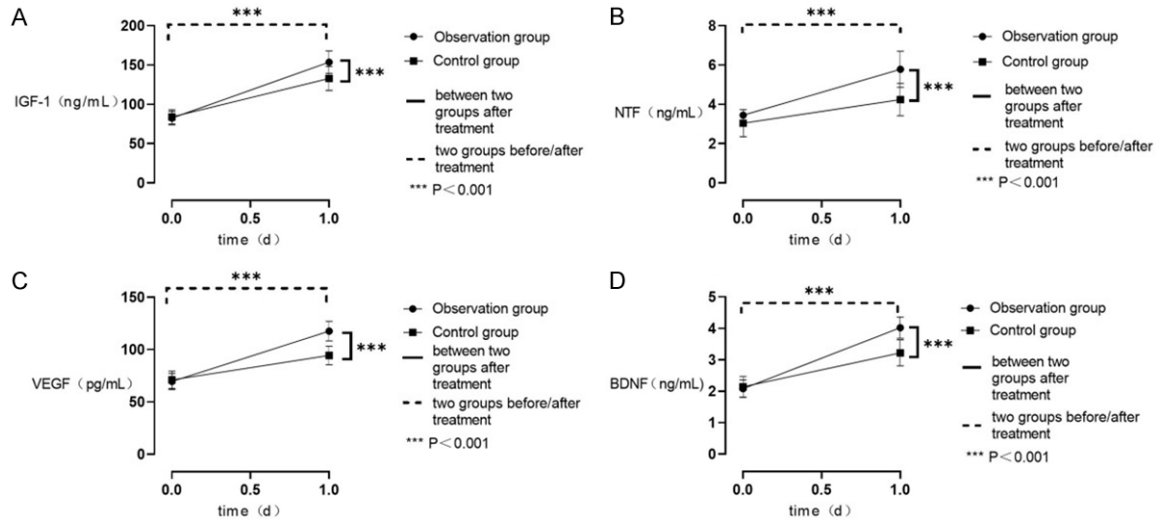 A
***
200
150
IGF-1（ng/mL）100
50
0
***
0.0 0.5 1.0
time（d）
Observation group
Control group
between two
groups after
treatment
two groups before/after
treatment
*** P＜0.001
B
***
8
6
NTF（ng/mL） 4
2
0
***
0.0 0.5 1.0
time（d）
Observation group
Control group
between two
groups after
treatment
two groups before/after
treatment
*** P＜0.001
C
***
150
100
VEGF（pg/mL）
50
0
***
0.0 0.5 1.0
time（d）
Observation group
Control group
between two
groups after
treatment
two groups before/after
treatment
*** P＜0.001
D
***
5
4
3
BDNF（ng/mL） 2
1
0
***
0.0 0.5 1.0
time（d）
Observation group
Control group
between two
groups after
treatment
two groups before/after
treatment
*** P＜0.001